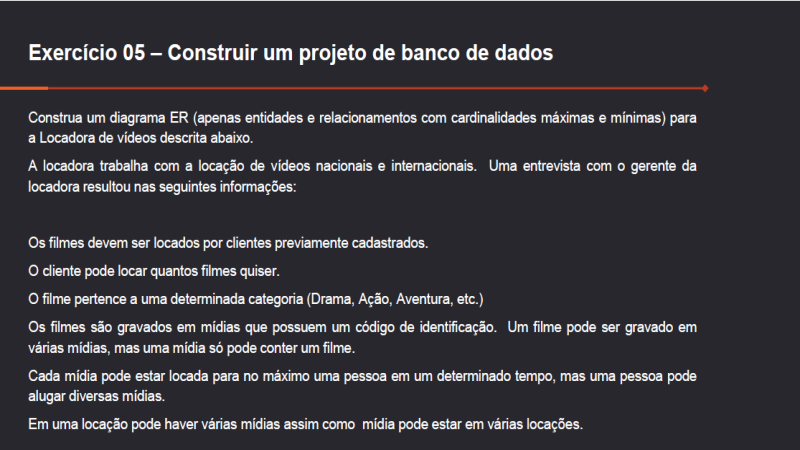 Exercício 05 – Construir um projeto de banco de dados
Construa um diagrama ER (apenas entidades e relacionamentos com cardinalidades máximas e mínimas) para
a Locadora de vídeos descrita abaixo.
A locadora trabalha com a locação de vídeos nacionais e internacionais. Uma entrevista com o gerente da
locadora resultou nas seguintes informações:
Os filmes devem ser locados por clientes previamente cadastrados.
O cliente pode locar quantos filmes quiser.
O filme pertence a uma determinada categoria (Drama, Ação, Aventura, etc.)
Os filmes são gravados em mídias que possuem um código de identificação. Um filme pode ser gravado em
várias mídias, mas uma mídia só pode conter um filme.
Cada mídia pode estar locada para no máximo uma pessoa em um determinado tempo, mas uma pessoa pode
alugar diversas mídias.
Em uma locação pode haver várias mídias assim como mídia pode estar em várias locações.